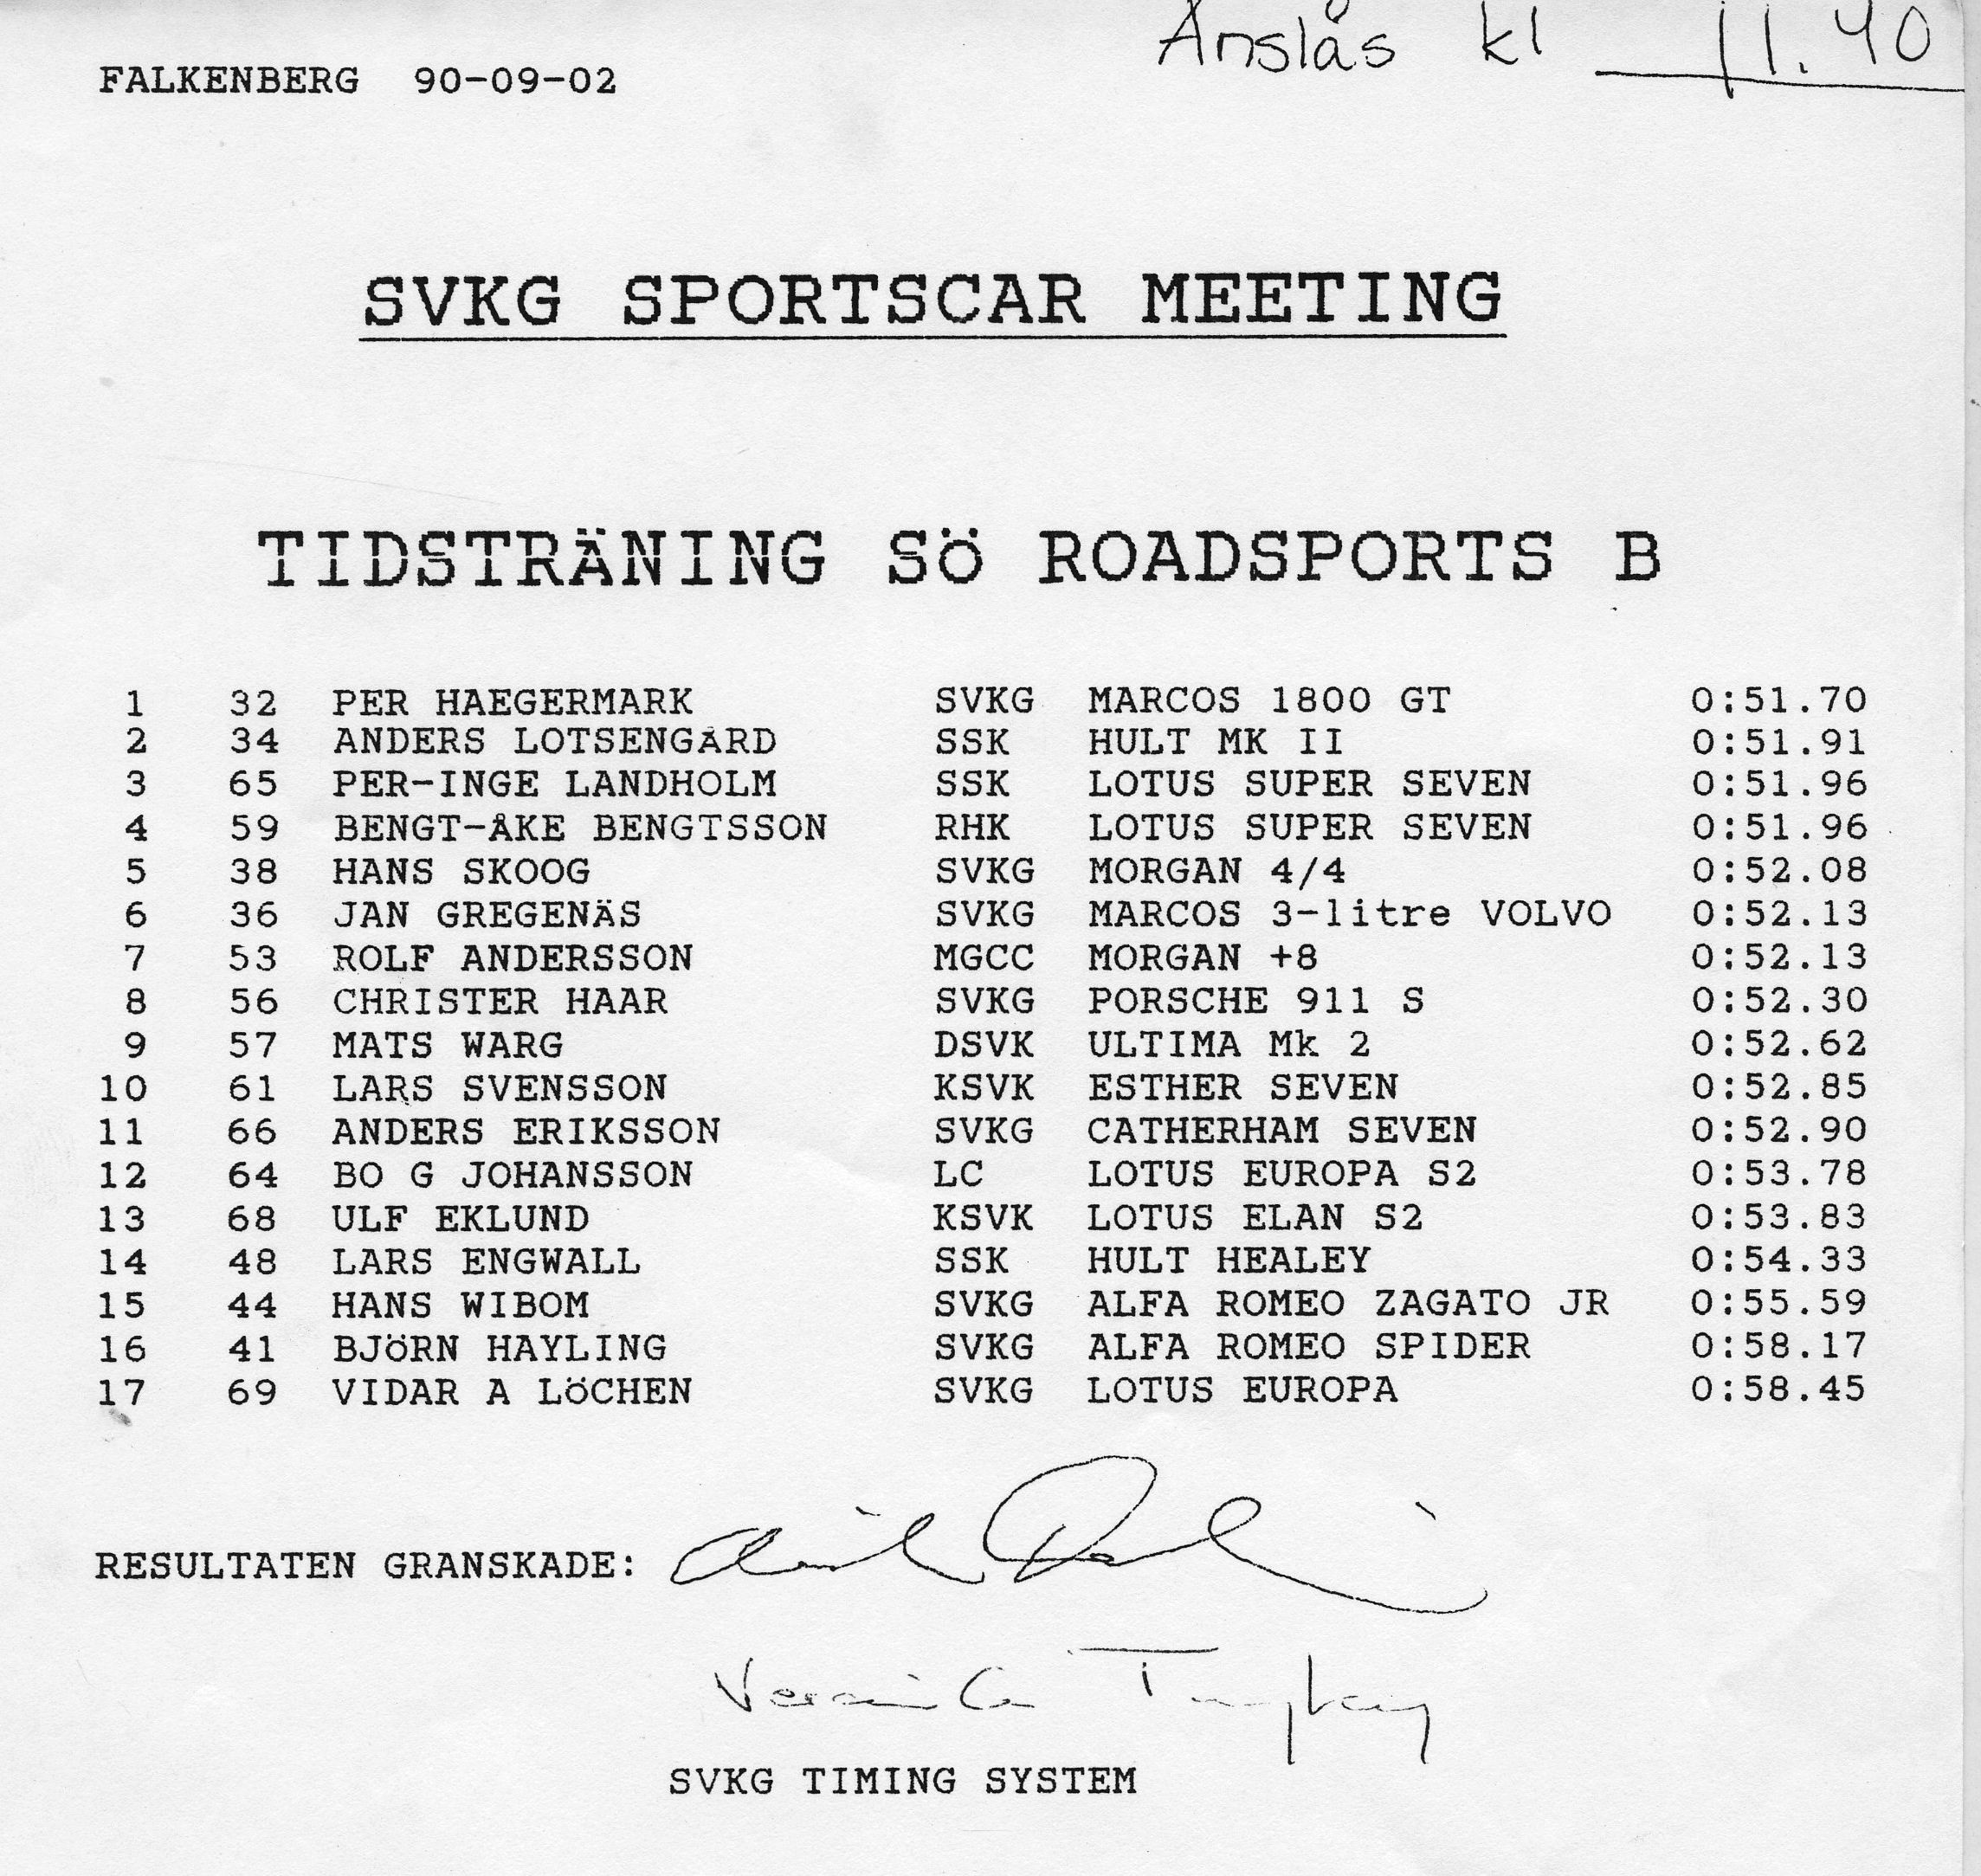 Anslås kl 11.40
FALKENBERG 90-09-02
SVKG SPORTSCAR MEETING
TIDSTRÄNING SÖ ROADSPORTS B
1 32 PER HAEGERMARK SVKG MARCOS 1800 GT 0:51.70
2 34 ANDERS LOTSENGÅRD SSK HULT MK II 0:51.91
3 65 PER-INGE LANDHOLM SSK LOTUS SUPER SEVEN 0:51.96
4 59 BENGT-ÅKE BENGTSSON RHK LOTUS SUPER SEVEN 0:51.96
5 38 HANS SKOOG SVKG MORGAN 4/4 0:52.08
6 36 JAN GREGENÄS SVKG MARCOS 3-litre VOLVO 0:52.13
7 53 ROLF ANDERSSON MGCC MORGAN +8 0:52.13
8 56 CHRISTER HAAR SVKG PORSCHE 911 S 0:52.30
9 57 MATS WARG DSVK ULTIMA Mk 2 0:52.62
10 61 LARS SVENSSON KSVK ESTHER SEVEN 0:52.85
11 66 ANDERS ERIKSSON SVKG CATHERHAM SEVEN 0:52.90
12 64 BO G JOHANSSON LC LOTUS EUROPA S2 0:53.78
13 68 ULF EKLUND KSVK LOTUS ELAN S2 0:53.83
14 48 LARS ENGWALL SSK HULT HEALEY 0:54.33
15 44 HANS WIBOM SVKG ALFA ROMEO ZAGATO JR 0:55.59
16 41 BJÖRN HAYLING SVKG ALFA ROMEO SPIDER 0:58.17
17 69 VIDAR A LÖCHEN SVKG LOTUS EUROPA 0:58.45
RESULTATEN GRANSKADE:
SVKG TIMING SYSTEM